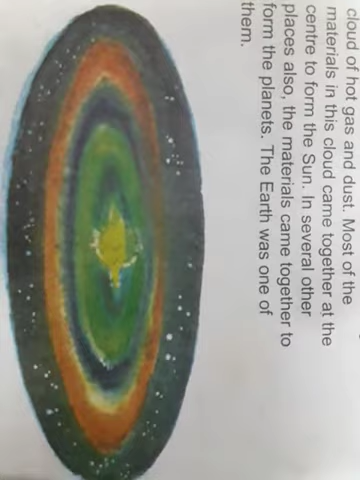 cloud of hot gas and dust. Most of the
materials in this cloud came together at the
centre to form the Sun. In several other
places also, the materials came together to
form the planets. The Earth was one of
them.